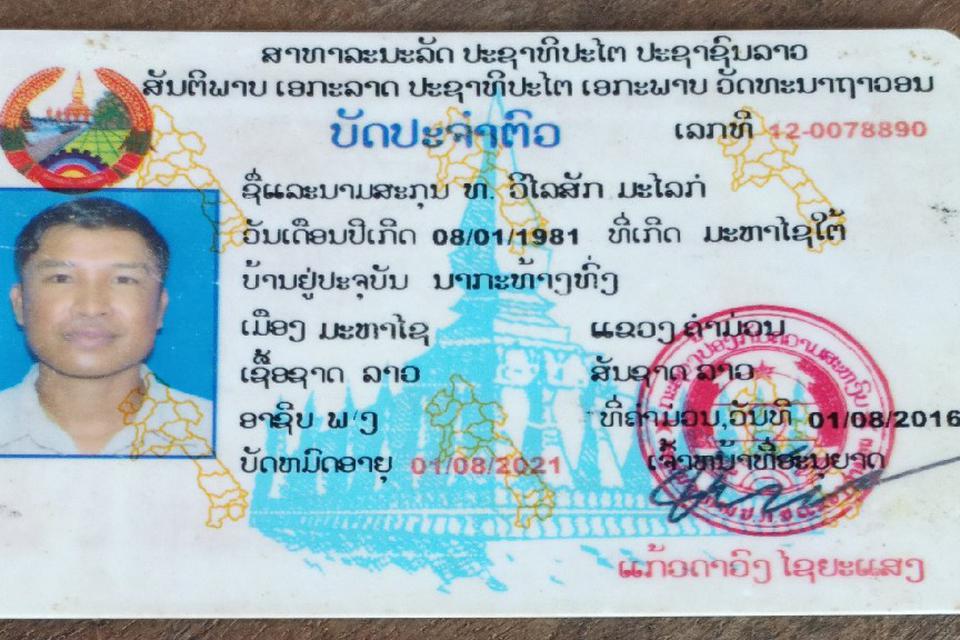 ສາທາລະນະລັດ ປະຊາທິປະໄຕ ປະຊາຊົນລາວ
ສັນຕິພາບ ເອກະລາດ ປະຊາທິປະໄຕ ເອກະພາບ ວັດທະນາຖາວອນ
ບັດປະຈຳຕົວ ເລກທີ 12-0078890
ຊື່ແລະນາມສະກຸນ ທ. ວິໄລສັກ ມະໄລກ່
ວັນເດືອນປີເກີດ 08/01/1981 ທີ່ເກີດ ມະຫາໄຊໃຕ້
ບ້ານຢູ່ປະຈຸບັນ ນາກະທ້າງທົ່ງ
ເມືອງ ມະຫາໄຊ ແຂວງ ຄຳມ່ວນ
ເຊື້ອຊາດ ລາວ ສັນຊາດ ລາວ
ອາຊີບ ພ/ງ ທີ່ຄຳມວນ,ວັນທີ 01/08/2016
ບັດຫມົດອາຍຸ 01/08/2021 ເຈົ້າຫນ້າທີ່ອະນຸຍາດ
ແກ້ວດາວົງ ໄຊຍະແສງ